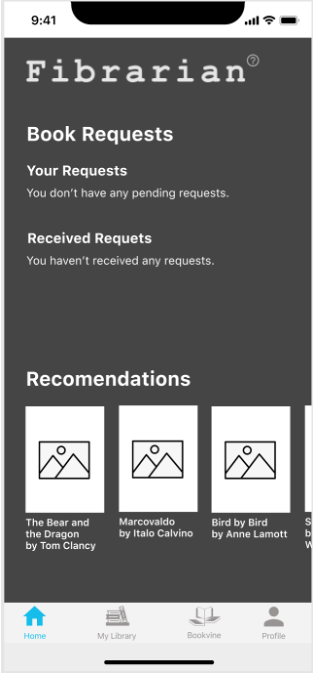 9:41
Fibrarian
Book Requests
Your Requests
You don't have any pending requests.
Received Requets
You haven't received any requests.
Recomendations
The Bear and
the Dragon
by Tom Clancy
Marcovaldo
by Italo Calvino
Bird by Bird
by Anne Lamott
S
b
W
Home
My Library
Bookvine
Profile